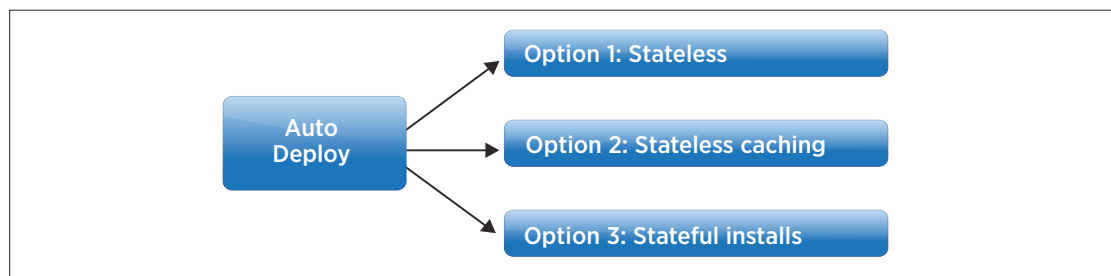 Auto
Deploy
Option 1: Stateless
Option 2: Stateless caching
Option 3: Stateful installs